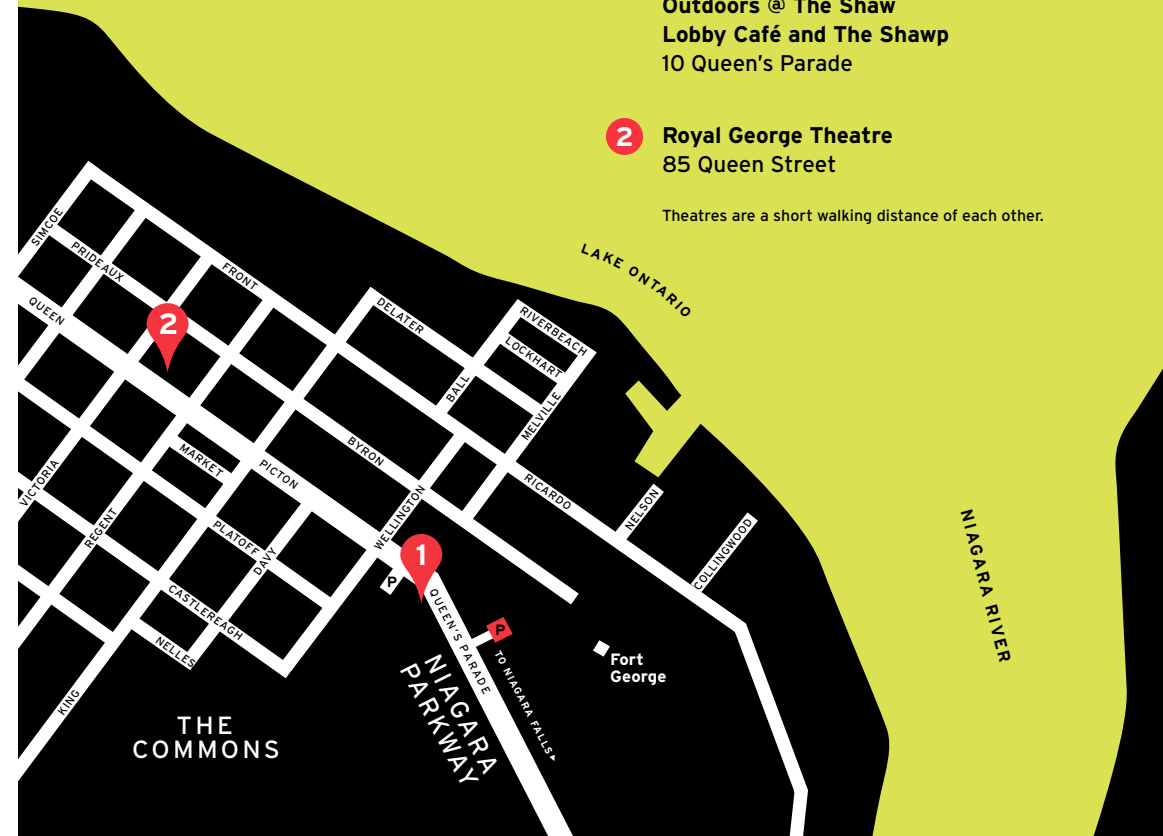 Outdoors @ The Shaw
Lobby Café and The Shawp
10 Queen's Parade
2
Royal George Theatre
85 Queen Street
Theatres are a short walking distance of each other.
LAKE ONTARIO
NIAGARA RIVER
SIMCOE
PRIDEAUX
FRONT
QUEEN
2
DELATER
RIVERBEACH
LOCKHART
BALL
MELVILLE
MARKET
PICTON
BYRON
VICTORIA
REGENT
PLATOFF
DAVY
WELLINGTON
RICARDO
NELSON
COLLINGWOOD
1
P
CASTLEREAGH
NELLES
KING
QUEEN'S PARADE
P
TO NIAGARA FALLS
Fort
George
NIAGARA
PARKWAY
THE
COMMONS